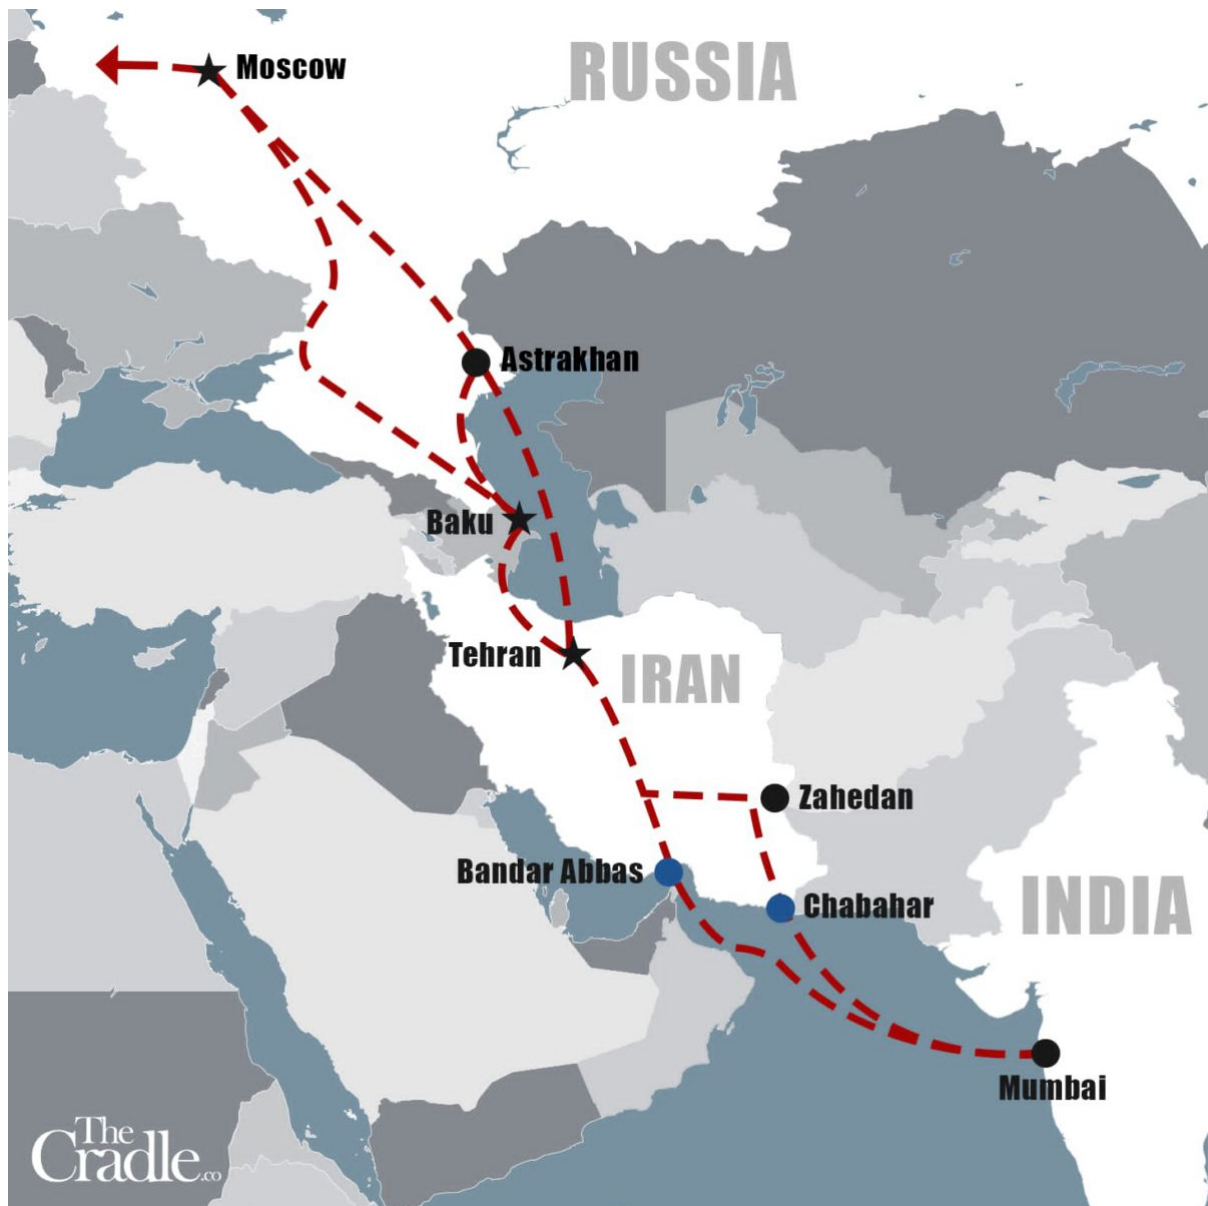 Moscow
RUSSIA
Astrakhan
Baku
Tehran
IRAN
Zahedan
Bandar Abbas
Chabahar
INDIA
Mumbai
The
Cradle.co